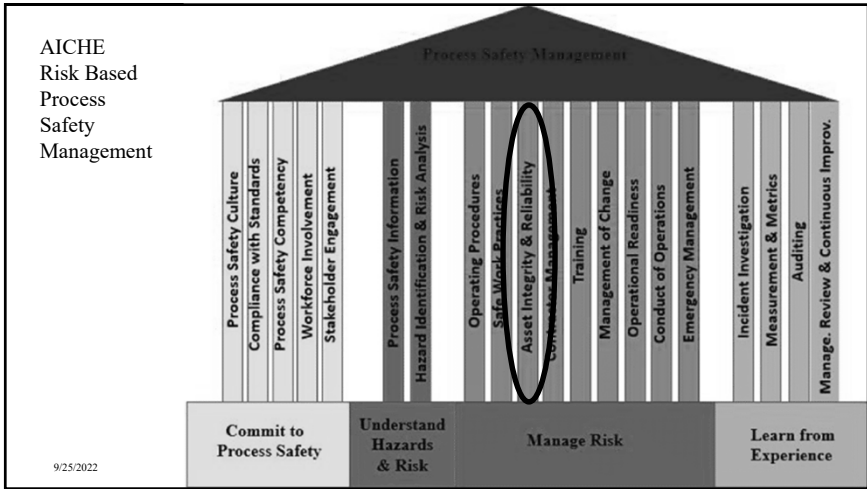 AICHE
Risk Based
Process
Safety
Management
Process Safety Management
Process Safety Culture
Compliance with Standards
Process Safety Competency
Workforce Involvement
Stakeholder Engagement
Process Safety Information
Hazard Identification & Risk Analysis
Operating Procedures
Safe Work Practices
Asset Integrity & Reliability
Contractor Management
Training
Management of Change
Operational Readiness
Conduct of Operations
Emergency Management
Incident Investigation
Measurement & Metrics
Auditing
Manage. Review & Continuous Improv.
Commit to
Process Safety
Understand
Hazards
& Risk
Manage Risk
Learn from
Experience
9/25/2022